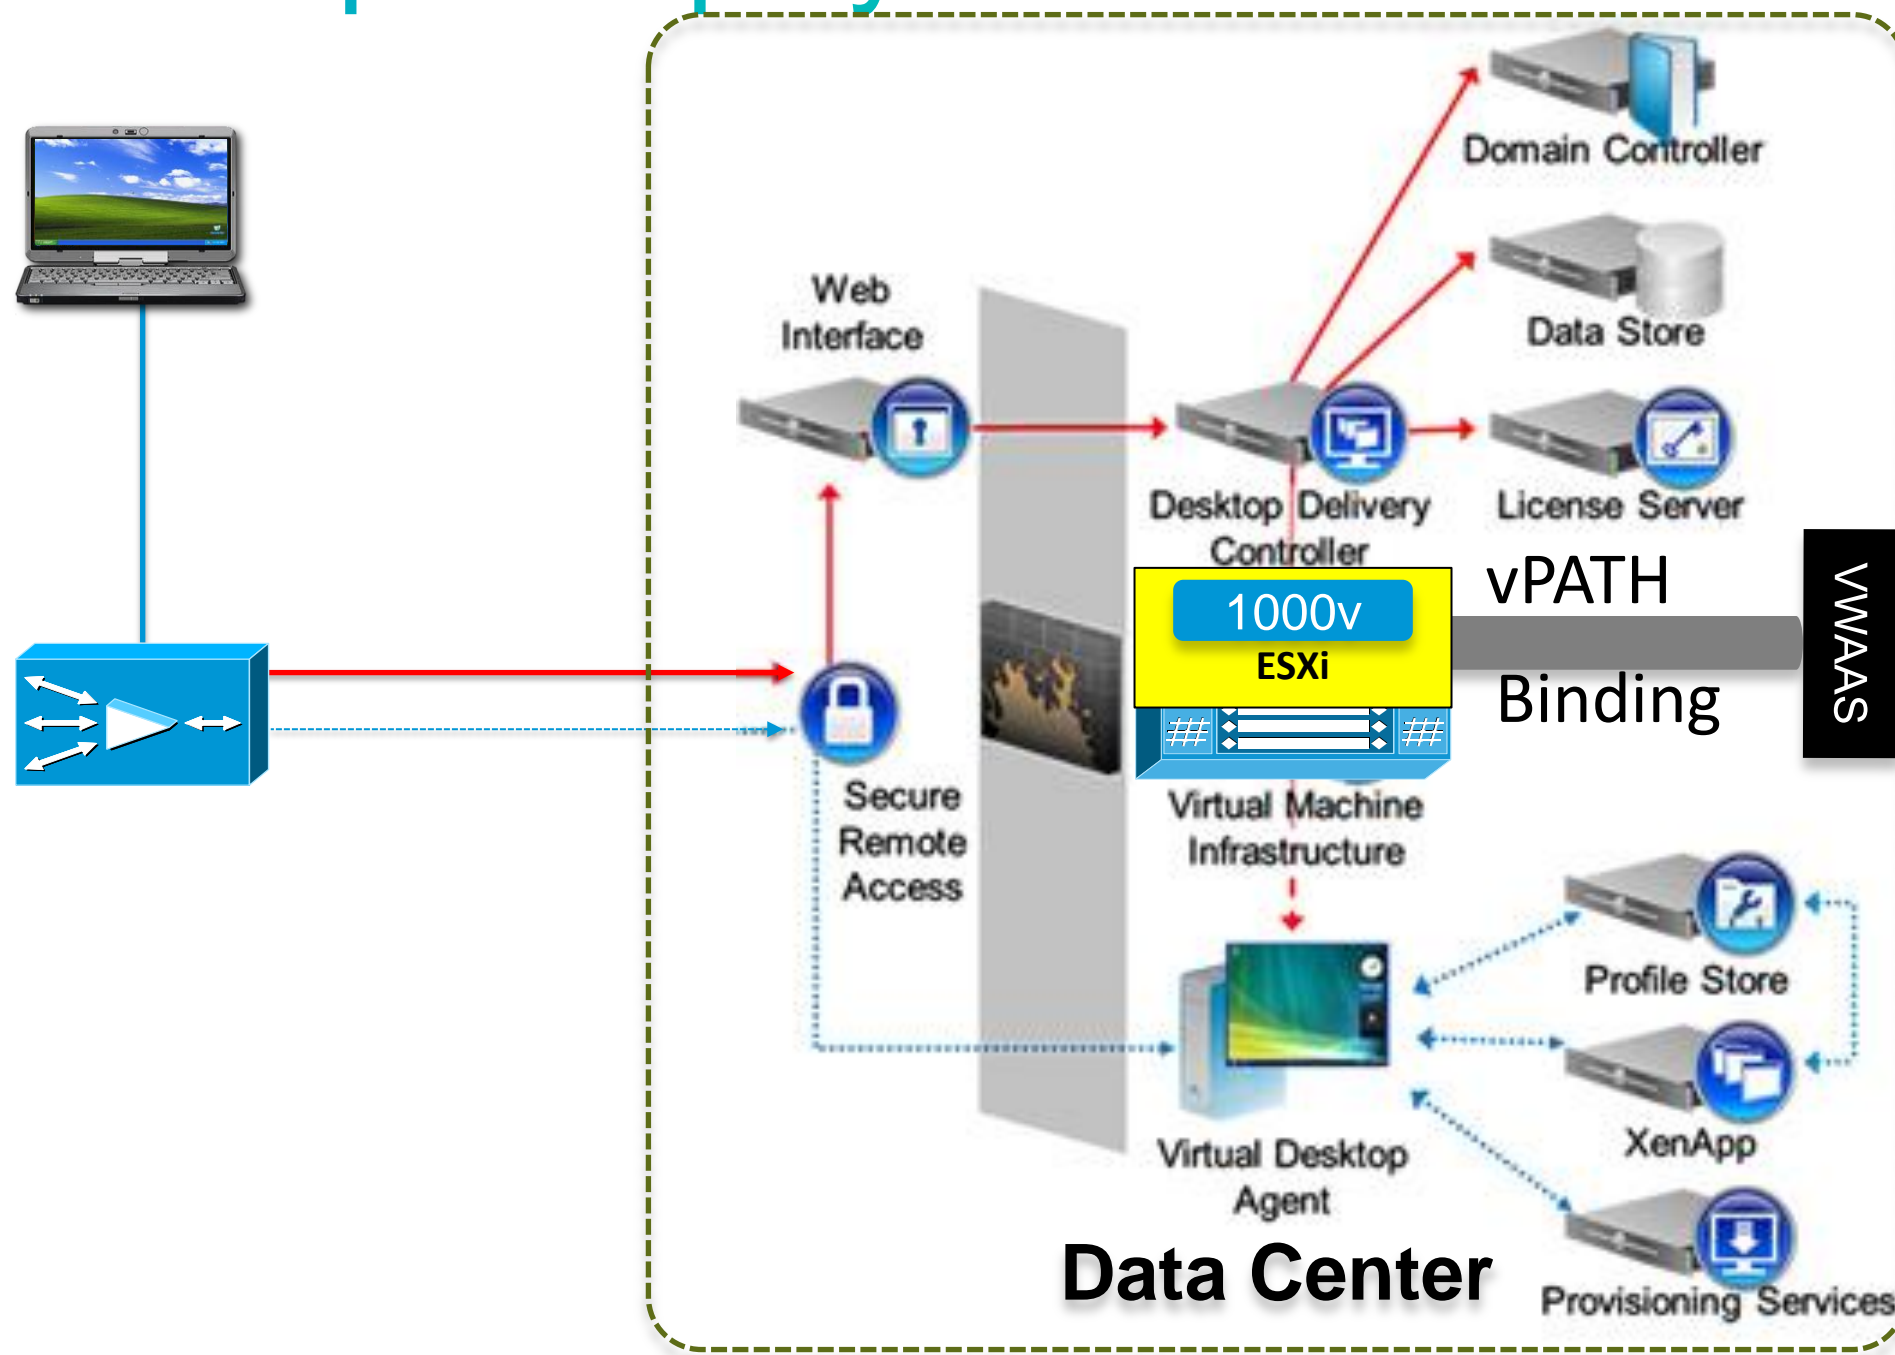 Domain Controller
Data Store
Web
Interface
Desktop Delivery
Controller
License Server
1000v
ESXi
vPATH
Binding
VWAAS
Secure
Remote
Access
Virtual Machine
Infrastructure
Profile Store
XenApp
Virtual Desktop
Agent
Data Center
Provisioning Services